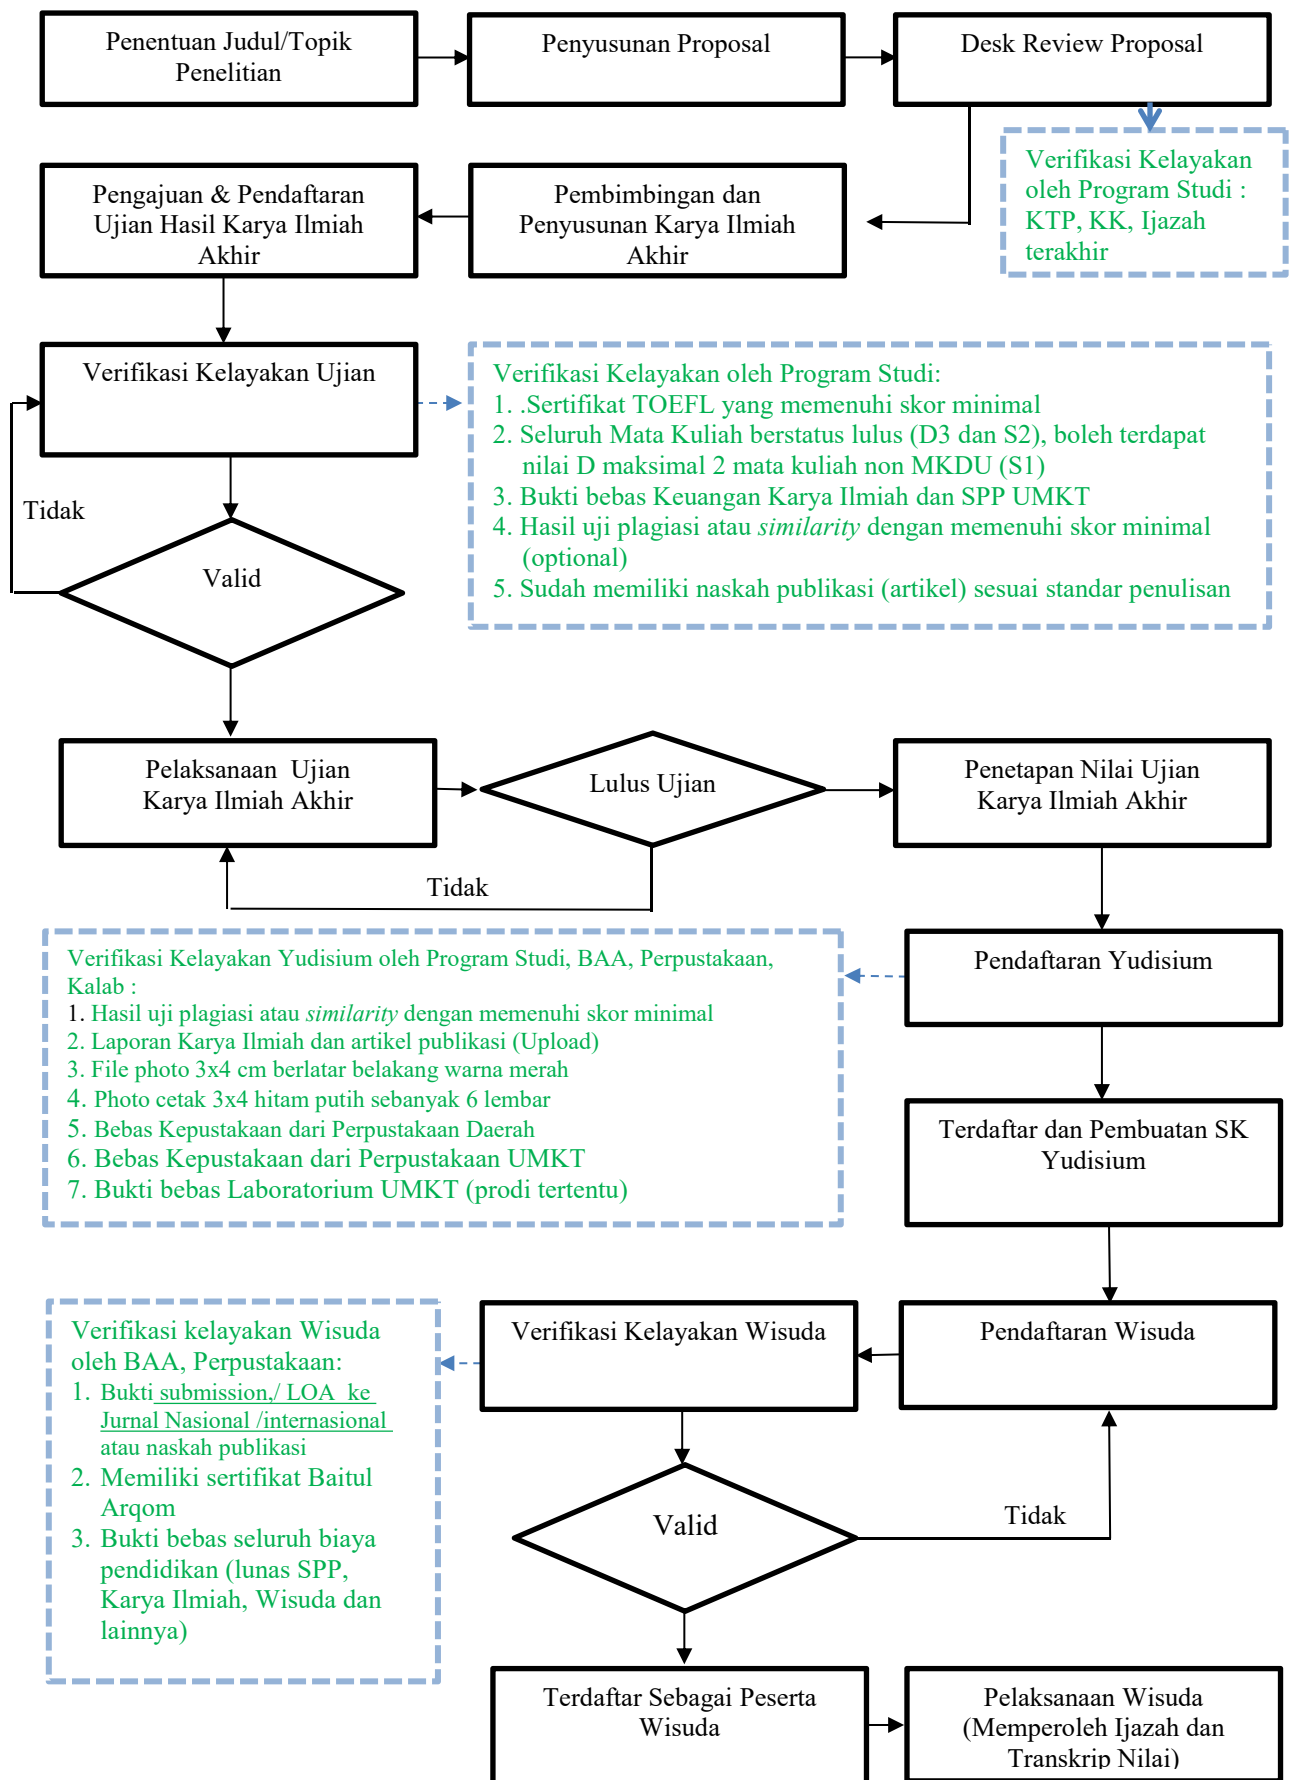 Penentuan Judul/Topik
Penelitian
Penyusunan Proposal
Desk Review Proposal
Verifikasi Kelayakan
oleh Program Studi :
KTP, KK, Ijazah
terakhir
Pembimbingan dan
Penyusunan Karya Ilmiah
Akhir
Pengajuan & Pendaftaran
Ujian Hasil Karya Ilmiah
Akhir
Verifikasi Kelayakan Ujian
Verifikasi Kelayakan oleh Program Studi:
1. .Sertifikat TOEFL yang memenuhi skor minimal
2. Seluruh Mata Kuliah berstatus lulus (D3 dan S2), boleh terdapat
nilai D maksimal 2 mata kuliah non MKDU (S1)
3. Bukti bebas Keuangan Karya Ilmiah dan SPP UMKT
4. Hasil uji plagiasi atau similarity dengan memenuhi skor minimal
(optional)
5. Sudah memiliki naskah publikasi (artikel) sesuai standar penulisan
Tidak
Valid
Pelaksanaan  Ujian
Karya Ilmiah Akhir
Lulus Ujian
Penetapan Nilai Ujian
Karya Ilmiah Akhir
Tidak
Pendaftaran Yudisium
Verifikasi Kelayakan Yudisium oleh Program Studi, BAA, Perpustakaan,
Kalab :
1. Hasil uji plagiasi atau similarity dengan memenuhi skor minimal
2. Laporan Karya Ilmiah dan artikel publikasi (Upload)
3. File photo 3x4 cm berlatar belakang warna merah
4. Photo cetak 3x4 hitam putih sebanyak 6 lembar
5. Bebas Kepustakaan dari Perpustakaan Daerah
6. Bebas Kepustakaan dari Perpustakaan UMKT
7. Bukti bebas Laboratorium UMKT (prodi tertentu)
Terdaftar dan Pembuatan SK
Yudisium
Pendaftaran Wisuda
Verifikasi Kelayakan Wisuda
Verifikasi kelayakan Wisuda
oleh BAA, Perpustakaan:
1. Bukti submission,/ LOA  ke
Jurnal Nasional /internasional
atau naskah publikasi
2. Memiliki sertifikat Baitul
Arqom
3. Bukti bebas seluruh biaya
pendidikan (lunas SPP,
Karya Ilmiah, Wisuda dan
lainnya)
Valid
Tidak
Terdaftar Sebagai Peserta
Wisuda
Pelaksanaan Wisuda
(Memperoleh Ijazah dan
Transkrip Nilai)